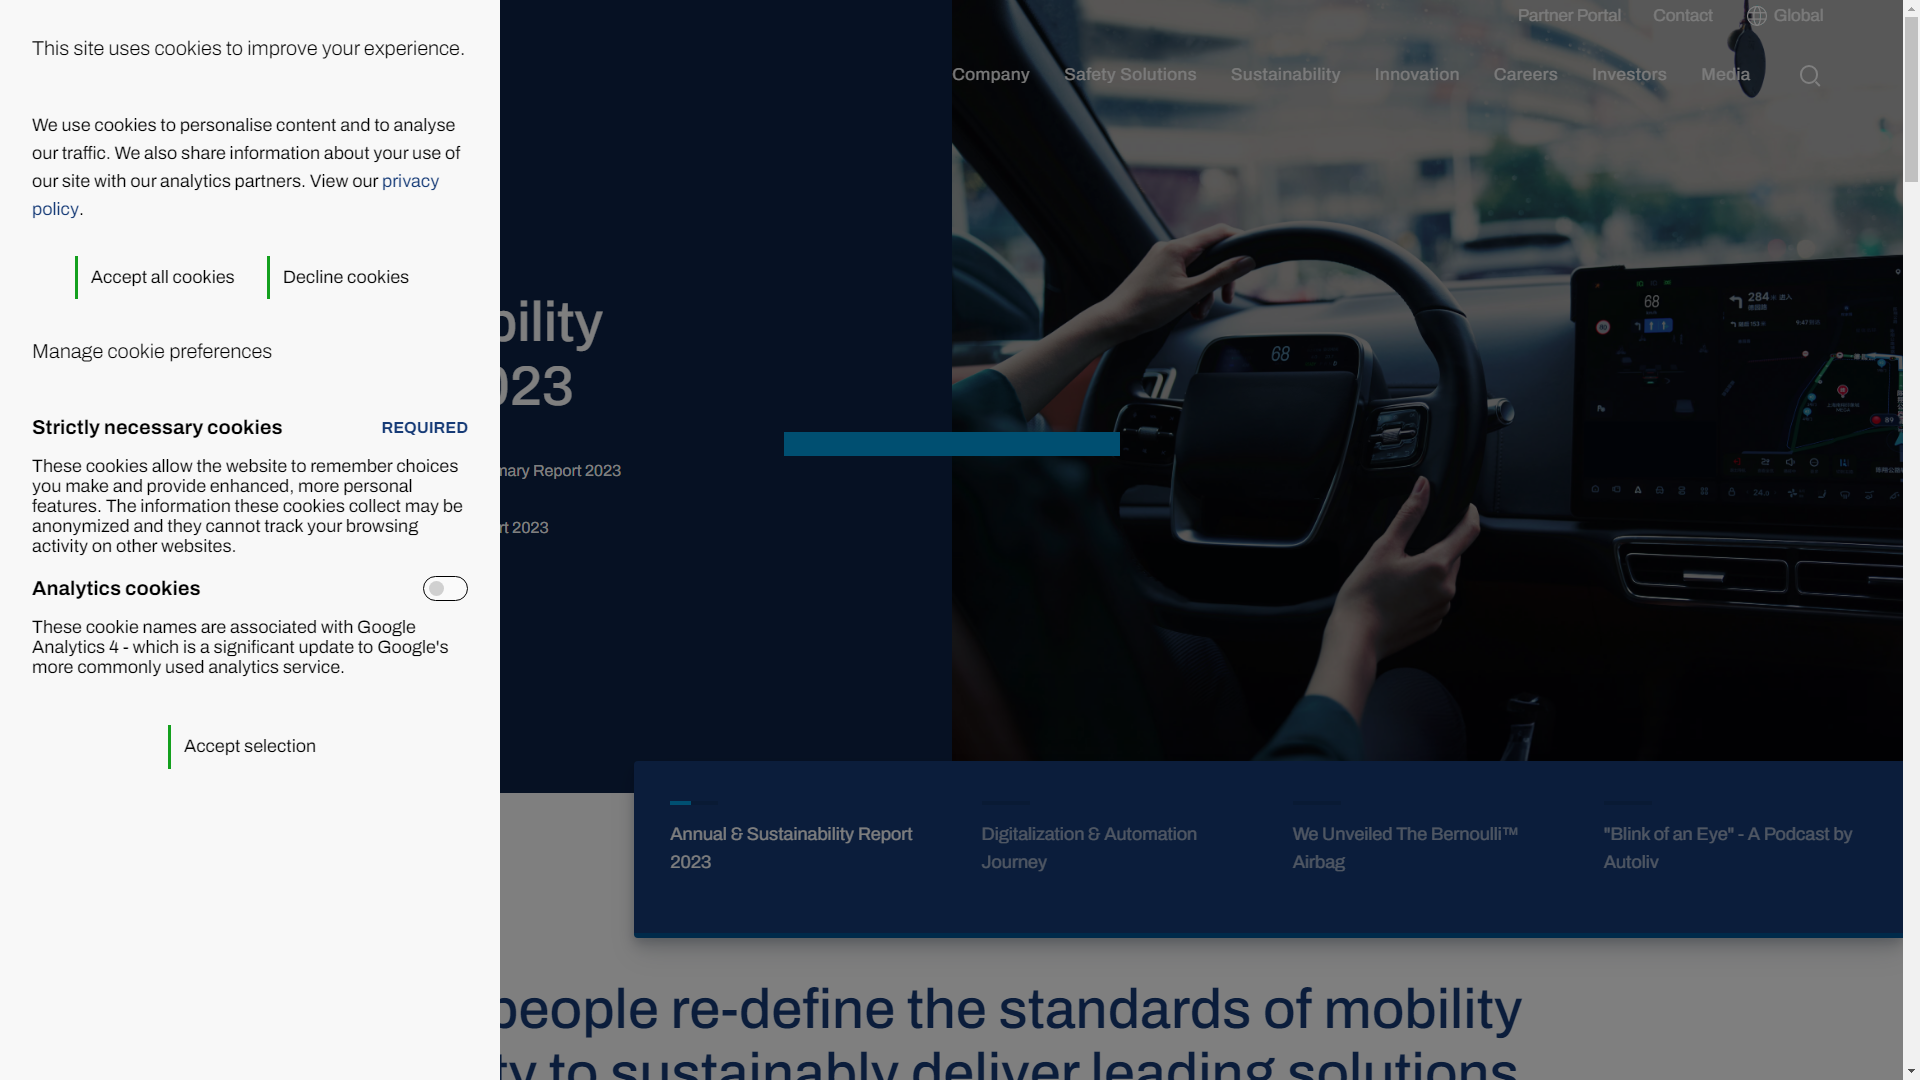 This site uses cookies to improve your experience.
We use cookies to personalise content and to analyse
our traffic. We also share information about your use of
our site with our analytics partners. View our privacy
policy.
Accept all cookies
Decline cookies
Manage cookie preferences
Strictly necessary cookies
REQUIRED
These cookies allow the website to remember choices
you make and provide enhanced, more personal
features. The information these cookies collect may be
anonymized and they cannot track your browsing
activity on other websites.
Analytics cookies
These cookie names are associated with Google
Analytics 4 - which is a significant update to Google's
more commonly used analytics service.
Accept selection
Partner Portal
Contact
Global
Company
Safety Solutions
Sustainability
Innovation
Careers
Investors
Media
bility
023
nary Report 2023
rt 2023
68
68
284
Annual & Sustainability Report
2023
Digitalization & Automation
Journey
We Unveiled The Bernoulli™
Airbag
"Blink of an Eye" - A Podcast by
Autoliv
people re-define the standards of mobility
ty to sustainably deliver leading solutions